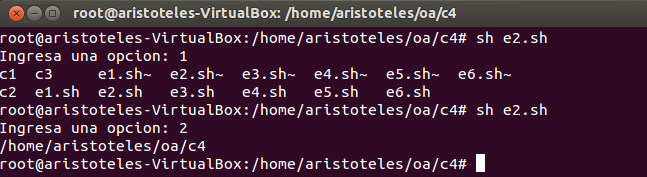 root@aristoteles-VirtualBox: /home/aristoteles/oa/c4
root@aristoteles-VirtualBox:/home/aristoteles/oa/c4# sh e2.sh
Ingresa una opcion: 1
c1  c3     e1.sh~  e2.sh~  e3.sh~  e4.sh~  e5.sh~  e6.sh~
c2  e1.sh  e2.sh   e3.sh   e4.sh   e5.sh   e6.sh
root@aristoteles-VirtualBox:/home/aristoteles/oa/c4# sh e2.sh
Ingresa una opcion: 2
/home/aristoteles/oa/c4
root@aristoteles-VirtualBox:/home/aristoteles/oa/c4#